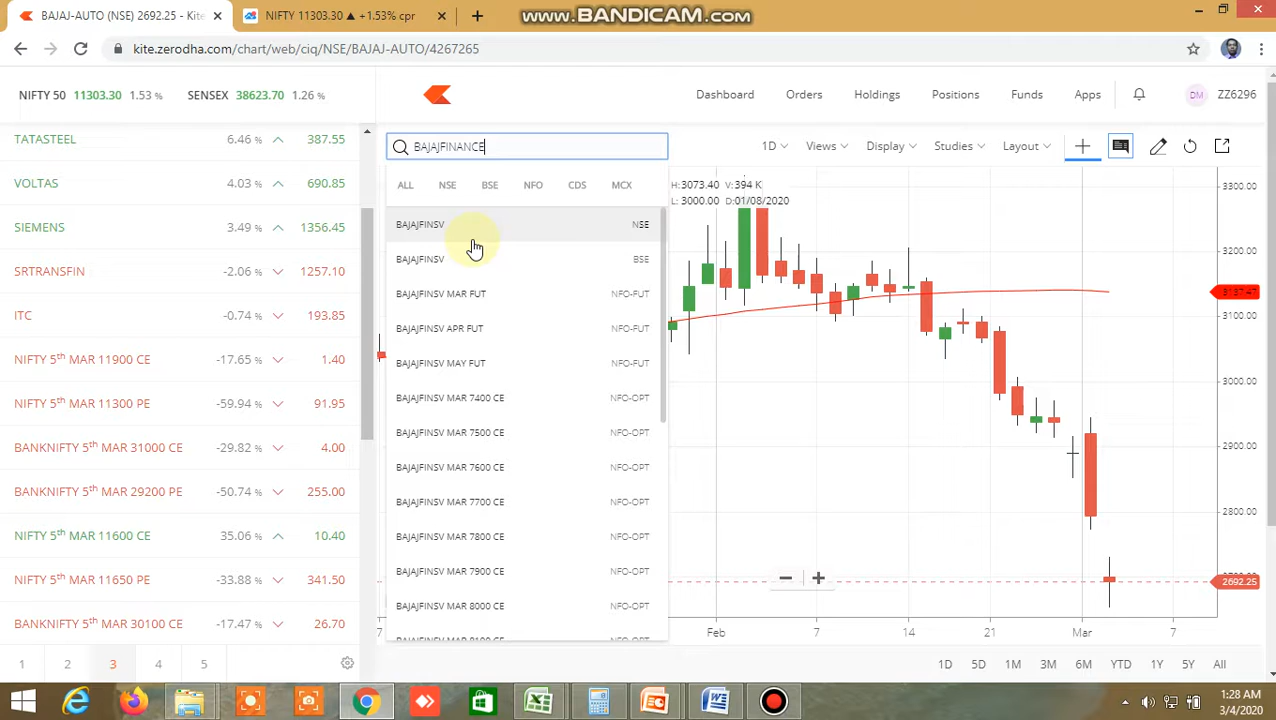 BAJAJ-AUTO (NSE) 2692.25 - Kite
NIFTY 11303.30 ▲ +1.53% cpr
www.BANDICAM.com
kite.zerodha.com/chart/web/ciq/NSE/BAJAJ-AUTO/4267265
NIFTY 50 11303.30 1.53 % SENSEX 38623.70 1.26 %
Dashboard Orders Holdings Positions Funds Apps DM ZZ6296
TATASTEEL 6.46 % 387.55
VOLTAS 4.03 % 690.85
SIEMENS 3.49 % 1356.45
SRTRANSFIN -2.06 % 1257.10
ITC -0.74 % 193.85
NIFTY 5th MAR 11900 CE -17.65 % 1.40
NIFTY 5th MAR 11300 PE -59.94 % 91.95
BANKNIFTY 5th MAR 31000 CE -29.82 % 4.00
BANKNIFTY 5th MAR 29200 PE -50.74 % 255.00
NIFTY 5th MAR 11600 CE 35.06 % 10.40
NIFTY 5th MAR 11650 PE -33.88 % 341.50
BANKNIFTY 5th MAR 30100 CE -17.47 % 26.70
1 2 3 4 5
BAJAJFINANCE
1D Views Display Studies Layout
ALL NSE BSE NFO CDS MCX
BAJAJFINSV NSE
BAJAJFINSV BSE
BAJAJFINSV MAR FUT NFO-FUT
BAJAJFINSV APR FUT NFO-FUT
BAJAJFINSV MAY FUT NFO-FUT
BAJAJFINSV MAR 7400 CE NFO-OPT
BAJAJFINSV MAR 7500 CE NFO-OPT
BAJAJFINSV MAR 7600 CE NFO-OPT
BAJAJFINSV MAR 7700 CE NFO-OPT
BAJAJFINSV MAR 7800 CE NFO-OPT
BAJAJFINSV MAR 7900 CE NFO-OPT
BAJAJFINSV MAR 8000 CE NFO-OPT
H: 3073.40 V: 394 K
L: 3000.00 D: 01/08/2020
3300.00
3200.00
3100.00
3000.00
2900.00
2800.00
2692.25
7 Feb 7 14 21 Mar 7
1D 5D 1M 3M 6M YTD 1Y 5Y All
1:28 AM
3/4/2020